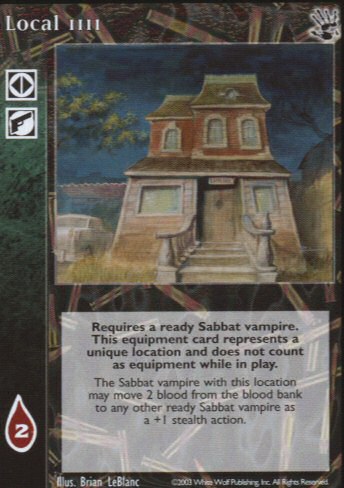 Local 1111
Requires a ready Sabbat vampire.
This equipment card represents a
unique location and does not count
as equipment while in play.
The Sabbat vampire with this location
may move 2 blood from the blood bank
to any other ready Sabbat vampire as
a +1 stealth action.
2
Illus. Brian LeBlanc
©2003 White Wolf Publishing, Inc. All Rights Reserved.